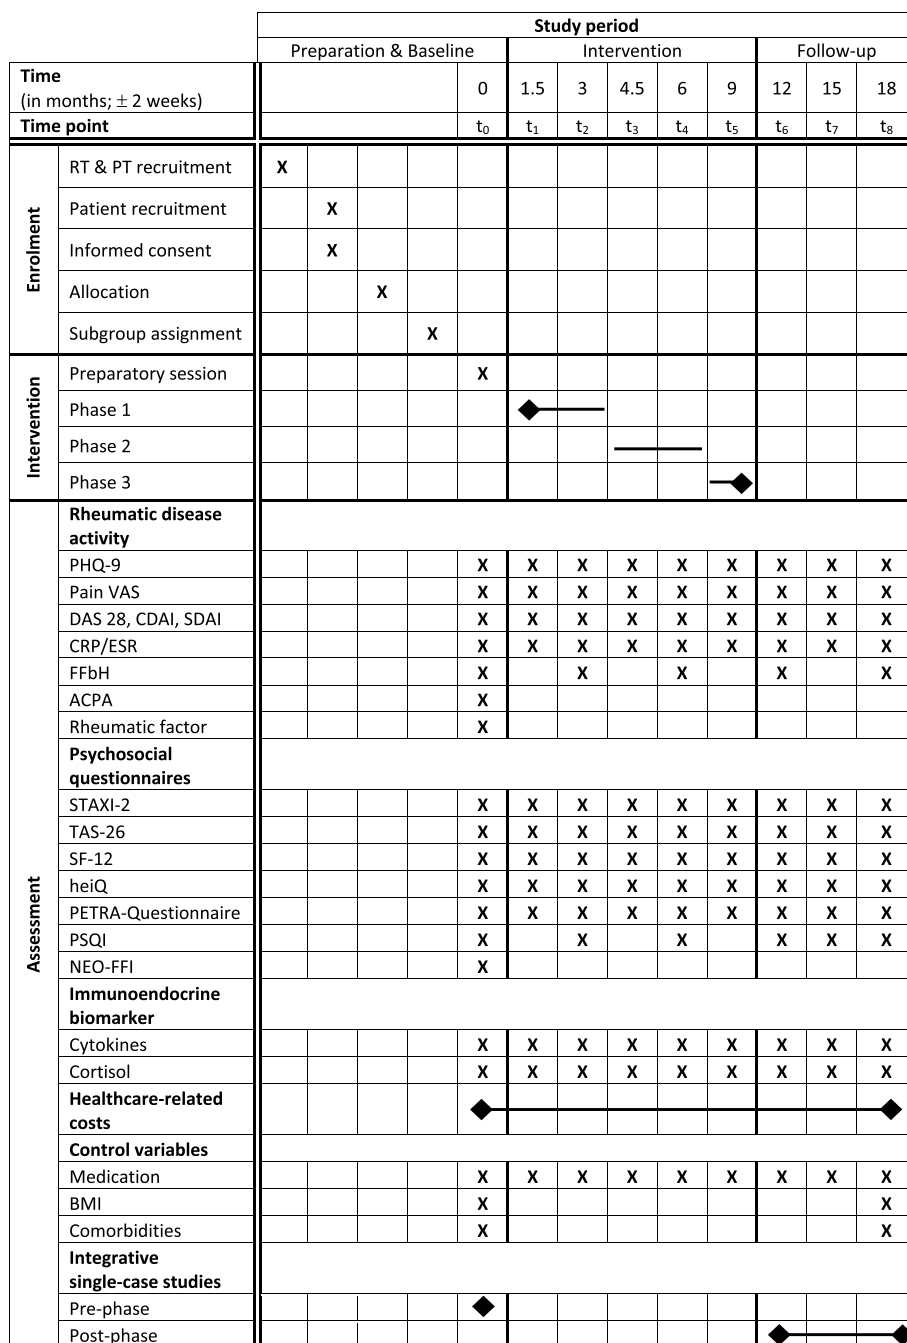 Study period
Preparation & Baseline Intervention Follow-up
Time
(in months; ± 2 weeks) 0 1.5 3 4.5 6 9 12 15 18
Time point t₀ t₁ t₂ t₃ t₄ t₅ t₆ t₇ t₈
Enrolment
RT & PT recruitment X
Patient recruitment X
Informed consent X
Allocation X
Subgroup assignment X
Intervention
Preparatory session X
Phase 1
Phase 2
Phase 3
Assessment
Rheumatic disease
activity
PHQ-9 X X X X X X X X X
Pain VAS X X X X X X X X X
DAS 28, CDAI, SDAI X X X X X X X X X
CRP/ESR X X X X X X X X X
FFbH X X X X X
ACPA X
Rheumatic factor X
Psychosocial
questionnaires
STAXI-2 X X X X X X X X X
TAS-26 X X X X X X X X X
SF-12 X X X X X X X X X
heiQ X X X X X X X X X
PETRA-Questionnaire X X X X X X X X X
PSQI X X X X X X
NEO-FFI X
Immunoendocrine
biomarker
Cytokines X X X X X X X X X
Cortisol X X X X X X X X X
Healthcare-related
costs
Control variables
Medication X X X X X X X X X
BMI X X
Comorbidities X X
Integrative
single-case studies
Pre-phase
Post-phase